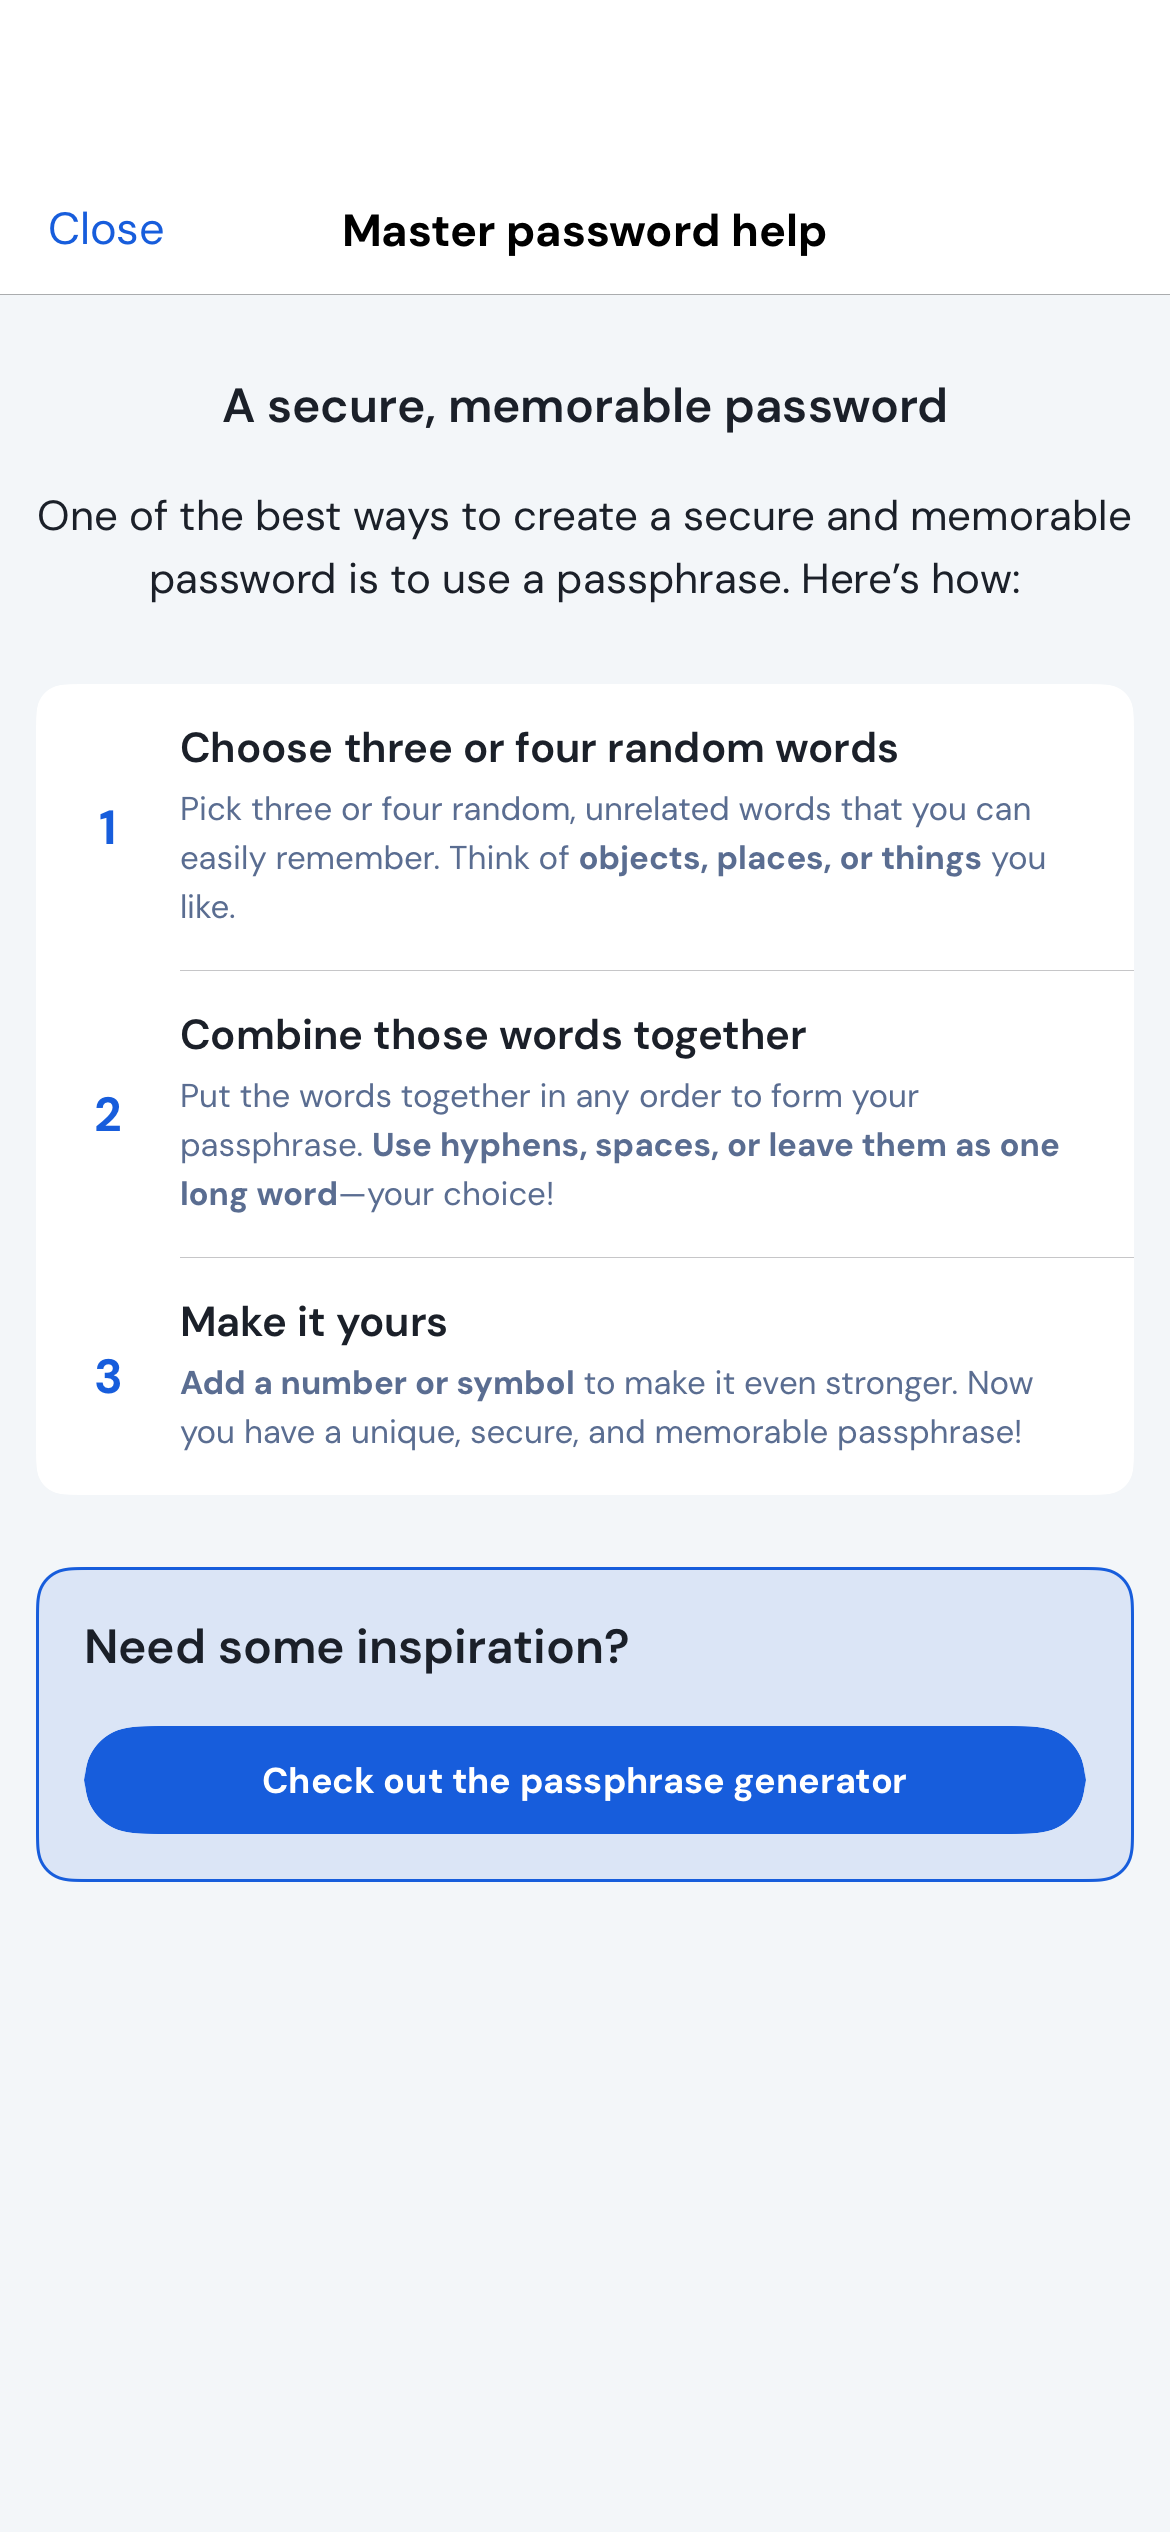 Close
Master password help
A secure, memorable password
One of the best ways to create a secure and memorable
password is to use a passphrase. Here’s how:
Choose three or four random words
1
Pick three or four random, unrelated words that you can
easily remember. Think of objects, places, or things you
like.
Combine those words together
2
Put the words together in any order to form your
passphrase. Use hyphens, spaces, or leave them as one
long word—your choice!
Make it yours
3
Add a number or symbol to make it even stronger. Now
you have a unique, secure, and memorable passphrase!
Need some inspiration?
Check out the passphrase generator